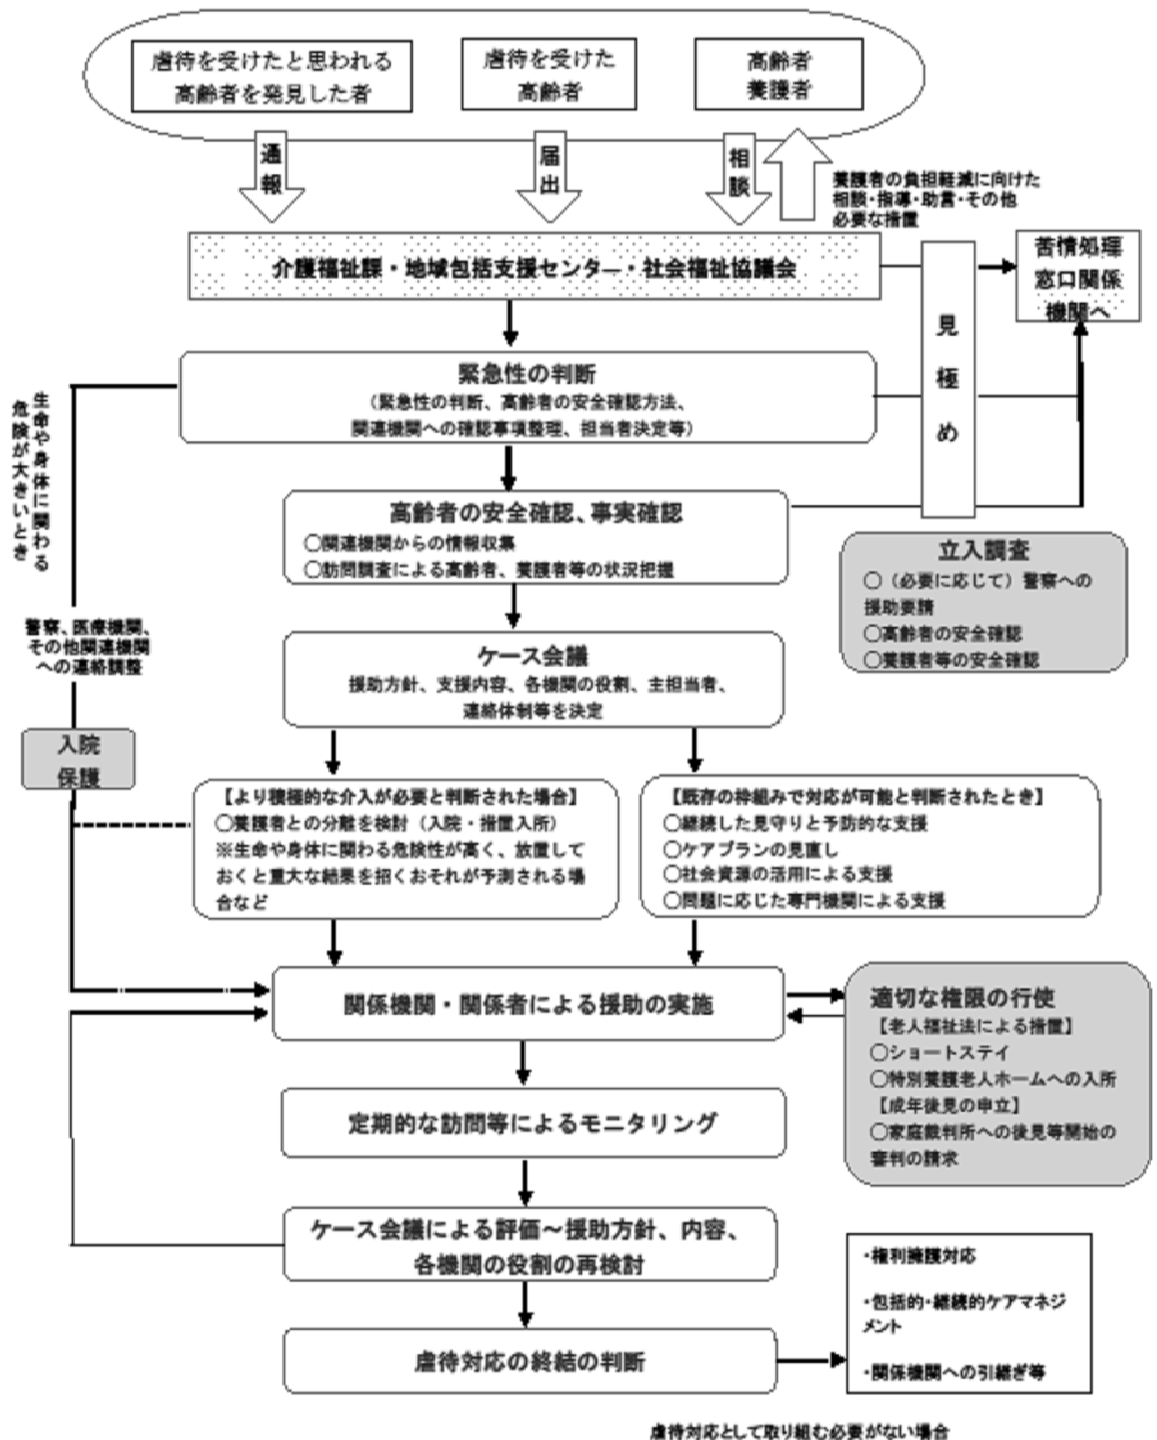 虐待を受けたと思われる
高齢者を発見した者
虐待を受けた
高齢者
高齢者
養護者
通報
届出
相談
養護者の負担軽減に向けた
相談・指導・助言・その他
必要な措置
介護福祉課・地域包括支援センター・社会福祉協議会
見極め
苦情処理
窓口関係
機関へ
緊急性の判断
（緊急性の判断、高齢者の安全確認方法、
関連機関への確認事項整理、担当者決定等）
生命や身体に関わる
危険が大きいとき
高齢者の安全確認、事実確認
○関連機関からの情報収集
○訪問調査による高齢者、養護者等の状況把握
立入調査
○（必要に応じて）警察への
援助要請
○高齢者の安全確認
○養護者等の安全確認
警察、医療機関、
その他関連機関
への連絡調整
ケース会議
援助方針、支援内容、各機関の役割、主担当者、
連絡体制等を決定
入院
保護
【より積極的な介入が必要と判断された場合】
○養護者との分離を検討（入院・措置入所）
※生命や身体に関わる危険性が高く、放置して
おくと重大な結果を招くおそれが予測される場
合など
【既存の枠組みで対応が可能と判断されたとき】
○継続した見守りと予防的な支援
○ケアプランの見直し
○社会資源の活用による支援
○問題に応じた専門機関による支援
関係機関・関係者による援助の実施
適切な権限の行使
【老人福祉法による措置】
○ショートステイ
○特別養護老人ホームへの入所
【成年後見の申立】
○家庭裁判所への後見等開始の
審判の請求
定期的な訪問等によるモニタリング
ケース会議による評価～援助方針、内容、
各機関の役割の再検討
・権利擁護対応
・包括的・継続的ケアマネジ
メント
・関係機関への引継ぎ等
虐待対応の終結の判断
虐待対応として取り組む必要がない場合